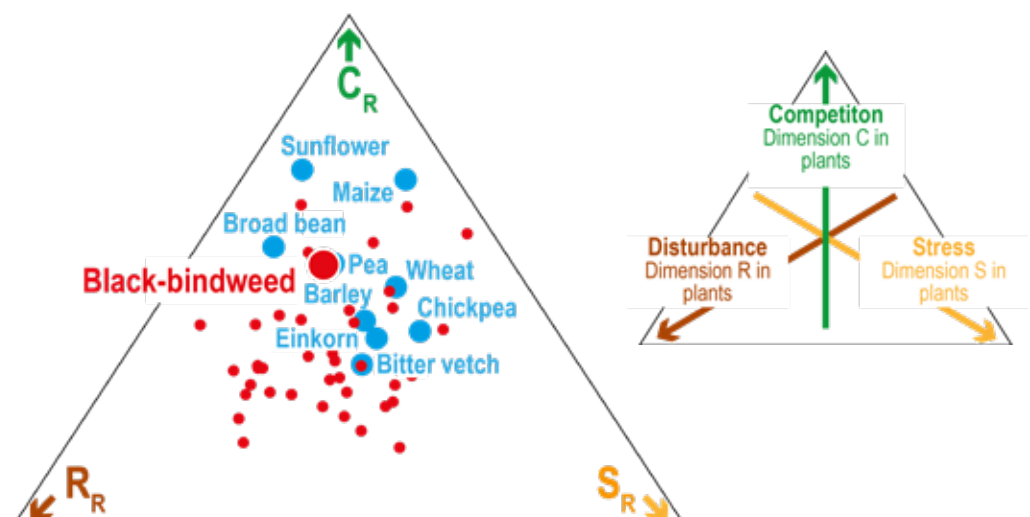 C_R
Sunflower
Maize
Broad bean
Black-bindweed
Pea
Wheat
Barley
Chickpea
Einkorn
Bitter vetch
R_R
S_R
Competiton
Dimension C in
plants
Disturbance
Dimension R in
plants
Stress
Dimension S in
plants